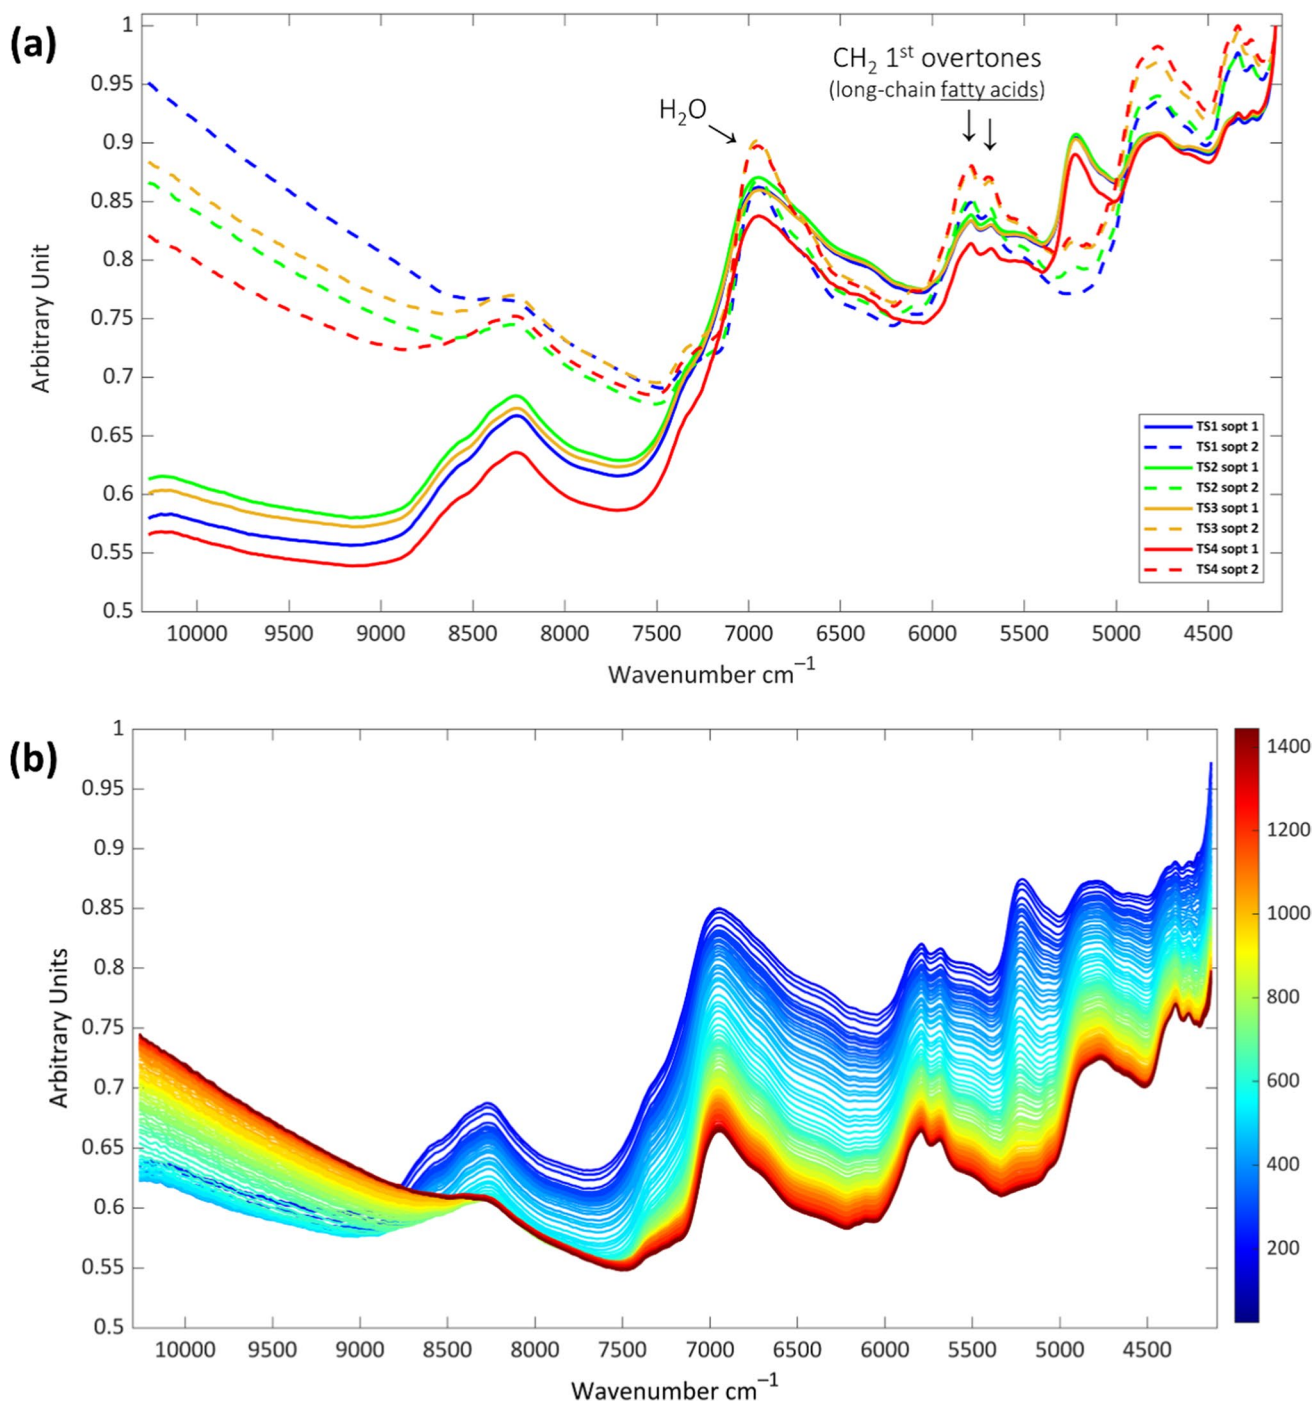 (a)
1
0.95
0.9
0.85
0.8
0.75
0.7
0.65
0.6
0.55
0.5
Arbitrary Unit
H₂O
CH₂ 1ˢᵗ overtones
(long-chain fatty acids)
TS1 sopt 1
TS1 sopt 2
TS2 sopt 1
TS2 sopt 2
TS3 sopt 1
TS3 sopt 2
TS4 sopt 1
TS4 sopt 2
10000 9500 9000 8500 8000 7500 7000 6500 6000 5500 5000 4500
Wavenumber cm⁻¹
(b)
1
0.95
0.9
0.85
0.8
0.75
0.7
0.65
0.6
0.55
0.5
Arbitrary Units
1400
1200
1000
800
600
400
200
10000 9500 9000 8500 8000 7500 7000 6500 6000 5500 5000 4500
Wavenumber cm⁻¹